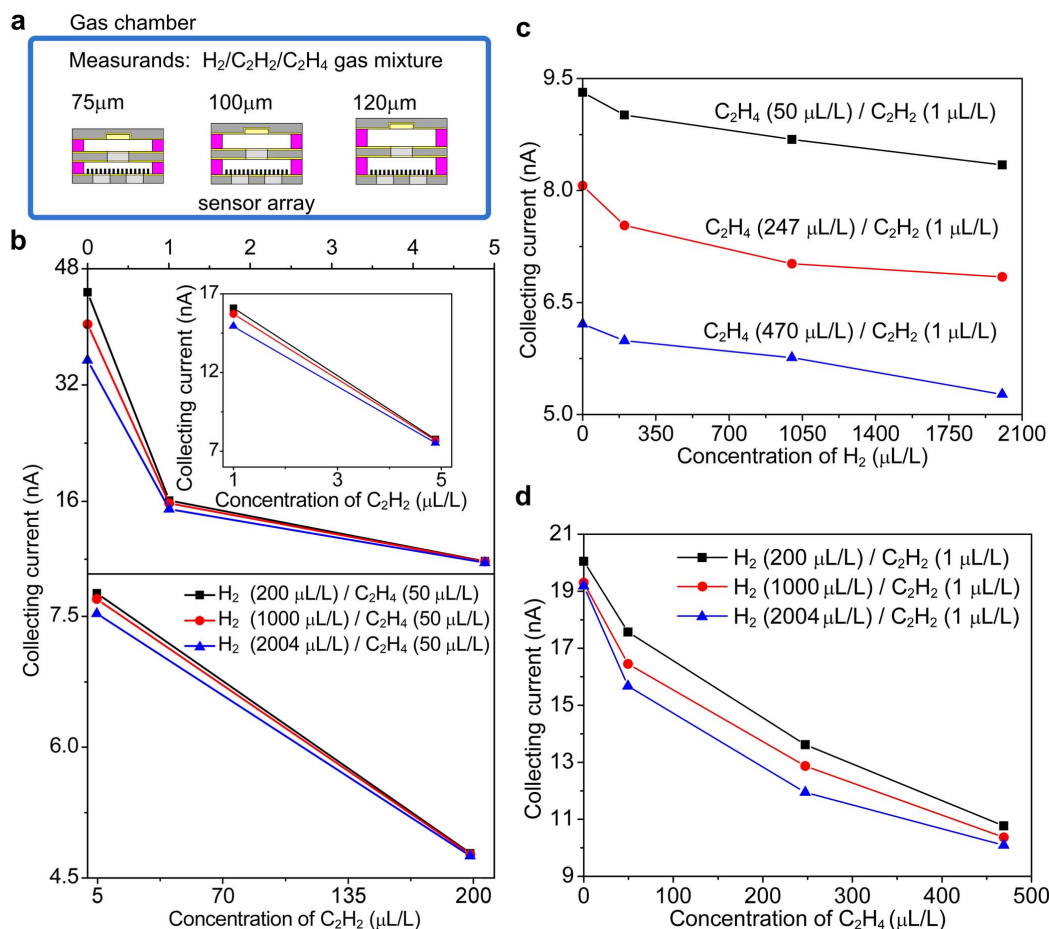 a
Gas chamber
Measurands: H₂/C₂H₂/C₂H₄ gas mixture
75μm
100μm
120μm
sensor array
b
0 1 2 3 4 5
48
32
16
7.5
6.0
4.5
Collecting current (nA)
17
15
12
7
Collecting current (nA)
1 3 5
Concentration of C₂H₂ (μL/L)
H₂ (200 μL/L) / C₂H₄ (50 μL/L)
H₂ (1000 μL/L) / C₂H₄ (50 μL/L)
H₂ (2004 μL/L) / C₂H₄ (50 μL/L)
5 70 135 200
Concentration of C₂H₂ (μL/L)
c
9.5
8.0
6.5
5.0
Collecting current (nA)
C₂H₄ (50 μL/L) / C₂H₂ (1 μL/L)
C₂H₄ (247 μL/L) / C₂H₂ (1 μL/L)
C₂H₄ (470 μL/L) / C₂H₂ (1 μL/L)
0 350 700 1050 1400 1750 2100
Concentration of H₂ (μL/L)
d
21
19
17
15
13
11
9
Collecting current (nA)
H₂ (200 μL/L) / C₂H₂ (1 μL/L)
H₂ (1000 μL/L) / C₂H₂ (1 μL/L)
H₂ (2004 μL/L) / C₂H₂ (1 μL/L)
0 100 200 300 400 500
Concentration of C₂H₄ (μL/L)